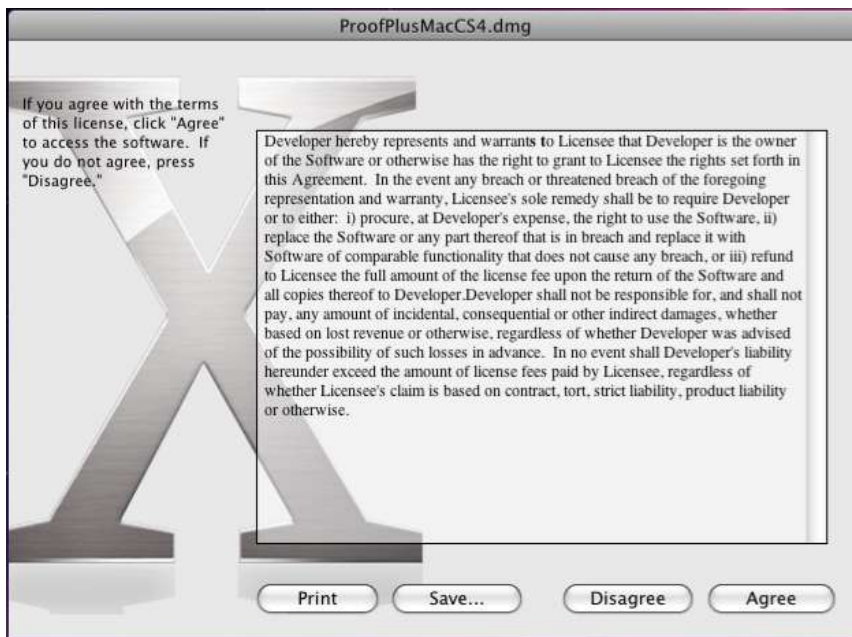 ProofPlusMacCS4.dmg
If you agree with the terms
of this license, click "Agree"
to access the software.  If
you do not agree, press
"Disagree."
Developer hereby represents and warrants to Licensee that Developer is the owner
of the Software or otherwise has the right to grant to Licensee the rights set forth in
this Agreement.  In the event any breach or threatened breach of the foregoing
representation and warranty, Licensee's sole remedy shall be to require Developer
or to either:  i) procure, at Developer's expense, the right to use the Software, ii)
replace the Software or any part thereof that is in breach and replace it with
Software of comparable functionality that does not cause any breach, or iii) refund
to Licensee the full amount of the license fee upon the return of the Software and
all copies thereof to Developer.Developer shall not be responsible for, and shall not
pay, any amount of incidental, consequential or other indirect damages, whether
based on lost revenue or otherwise, regardless of whether Developer was advised
of the possibility of such losses in advance.  In no event shall Developer's liability
hereunder exceed the amount of license fees paid by Licensee, regardless of
whether Licensee's claim is based on contract, tort, strict liability, product liability
or otherwise.
Print
Save...
Disagree
Agree